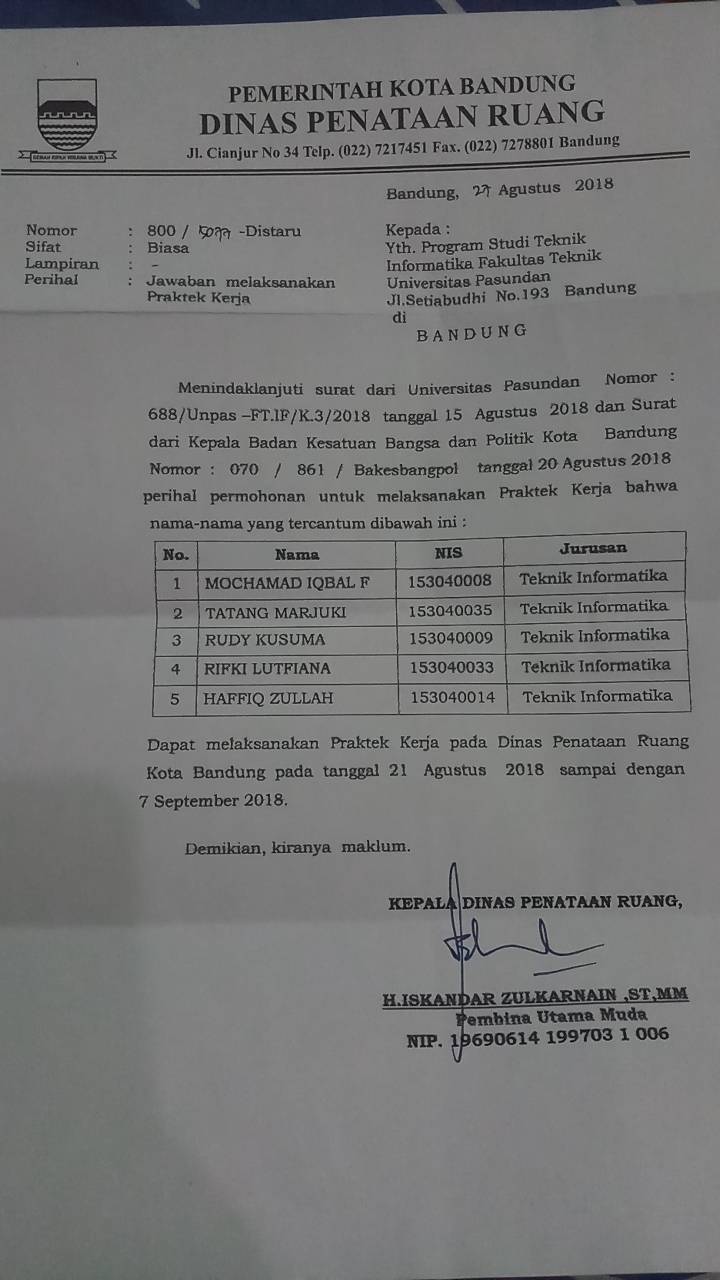 PEMERINTAH KOTA BANDUNG
DINAS PENATAAN RUANG
Jl. Cianjur No 34 Telp. (022) 7217451 Fax. (022) 7278801 Bandung
Bandung, 27 Agustus 2018
Nomor : 800 / -Distaru
Sifat : Biasa
Lampiran : -
Perihal : Jawaban melaksanakan
Praktek Kerja
Kepada :
Yth. Program Studi Teknik
Informatika Fakultas Teknik
Universitas Pasundan
Jl.Setiabudhi No.193 Bandung
di
B A N D U N G
Menindaklanjuti surat dari Universitas Pasundan Nomor :
688/Unpas –FT.IF/K.3/2018 tanggal 15 Agustus 2018 dan Surat
dari Kepala Badan Kesatuan Bangsa dan Politik Kota Bandung
Nomor : 070 / 861 / Bakesbangpol tanggal 20 Agustus 2018
perihal permohonan untuk melaksanakan Praktek Kerja bahwa
nama-nama yang tercantum dibawah ini :
No. Nama NIS Jurusan
1 MOCHAMAD IQBAL F 153040008 Teknik Informatika
2 TATANG MARJUKI 153040035 Teknik Informatika
3 RUDY KUSUMA 153040009 Teknik Informatika
4 RIFKI LUTFIANA 153040033 Teknik Informatika
5 HAFFIQ ZULLAH 153040014 Teknik Informatika
Dapat melaksanakan Praktek Kerja pada Dinas Penataan Ruang
Kota Bandung pada tanggal 21 Agustus 2018 sampai dengan
7 September 2018.
Demikian, kiranya maklum.
KEPALA DINAS PENATAAN RUANG,
H.ISKANDAR ZULKARNAIN ,ST,MM
Pembina Utama Muda
NIP. 19690614 199703 1 006